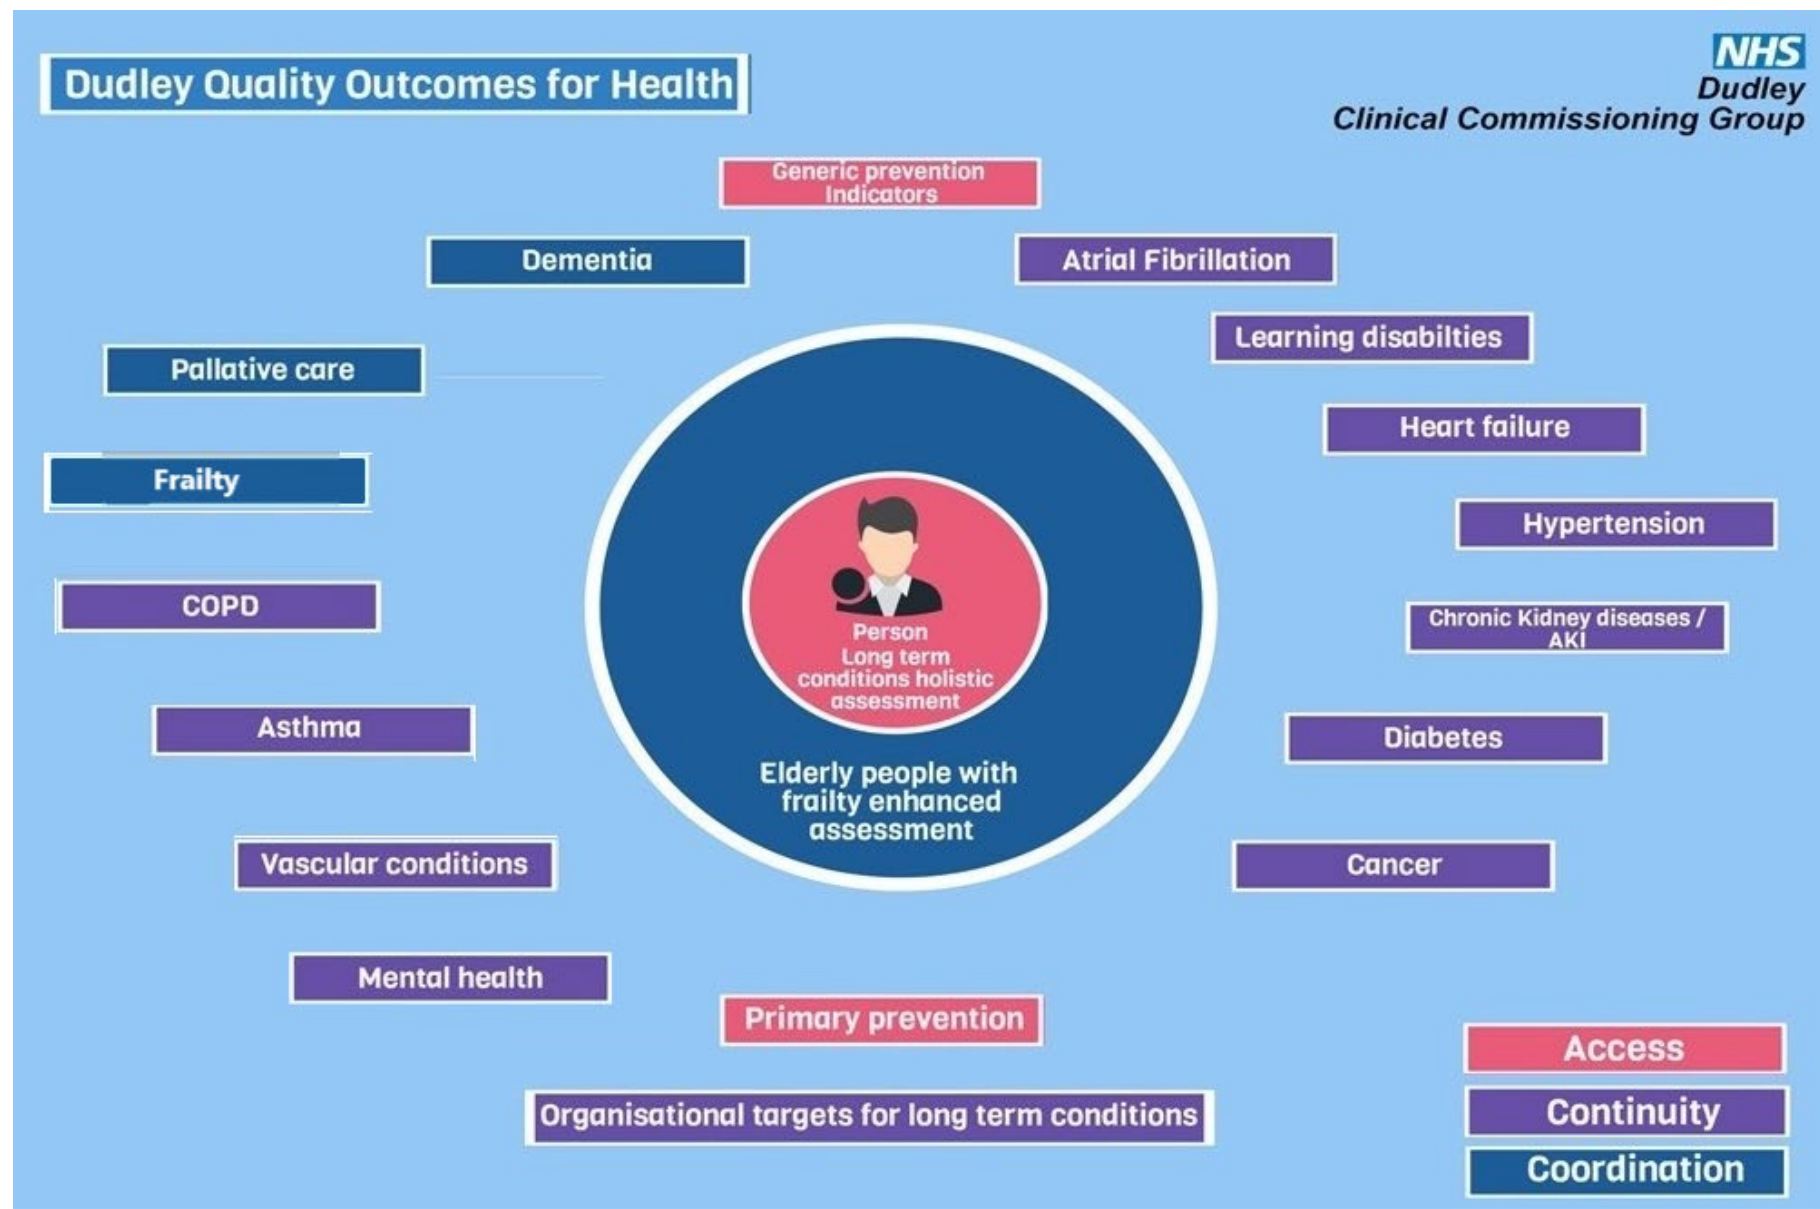 Dudley Quality Outcomes for Health
NHS
Dudley
Clinical Commissioning Group
Generic prevention
Indicators
Dementia
Atrial Fibrillation
Learning disabilties
Pallative care
Heart failure
Frailty
Hypertension
COPD
Chronic Kidney diseases /
AKI
Person
Long term
conditions holistic
assessment
Asthma
Diabetes
Elderly people with
frailty enhanced
assessment
Vascular conditions
Cancer
Mental health
Primary prevention
Organisational targets for long term conditions
Access
Continuity
Coordination